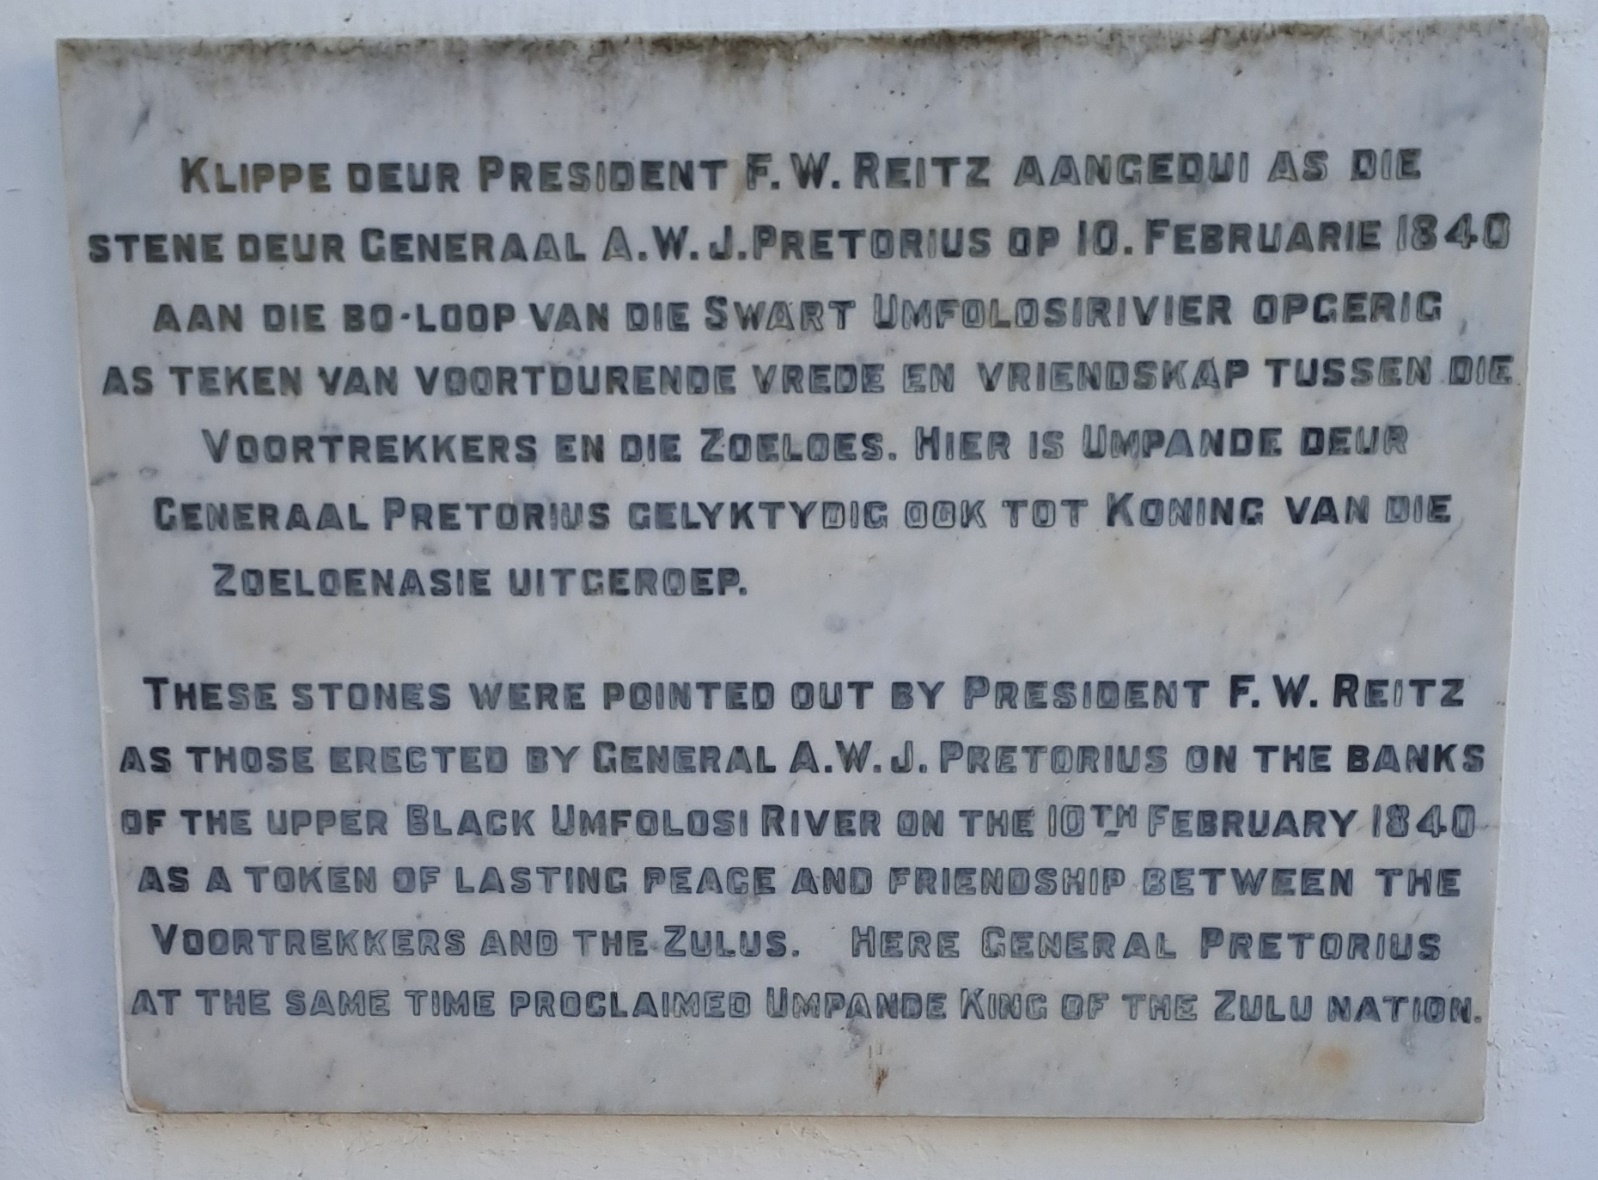 KLIPPE DEUR PRESIDENT F. W. REITZ AANGEDUI AS DIE
STENE DEUR GENERAAL A. W. J. PRETORIUS OP 10. FEBRUARIE 1840
AAN DIE BO-LOOP VAN DIE SWART UMFOLOSIRIVIER OPGERIG
AS TEKEN VAN VOORTDURENDE VREDE EN VRIENDSKAP TUSSEN DIE
VOORTREKKERS EN DIE ZOELOES. HIER IS UMPANDE DEUR
GENERAAL PRETORIUS GELYKTYDIG OOK TOT KONING VAN DIE
ZOELOENASIE UITGEROEP.
THESE STONES WERE POINTED OUT BY PRESIDENT F. W. REITZ
AS THOSE ERECTED BY GENERAL A. W. J. PRETORIUS ON THE BANKS
OF THE UPPER BLACK UMFOLOSI RIVER ON THE 10TH FEBRUARY 1840
AS A TOKEN OF LASTING PEACE AND FRIENDSHIP BETWEEN THE
VOORTREKKERS AND THE ZULUS. HERE GENERAL PRETORIUS
AT THE SAME TIME PROCLAIMED UMPANDE KING OF THE ZULU NATION.